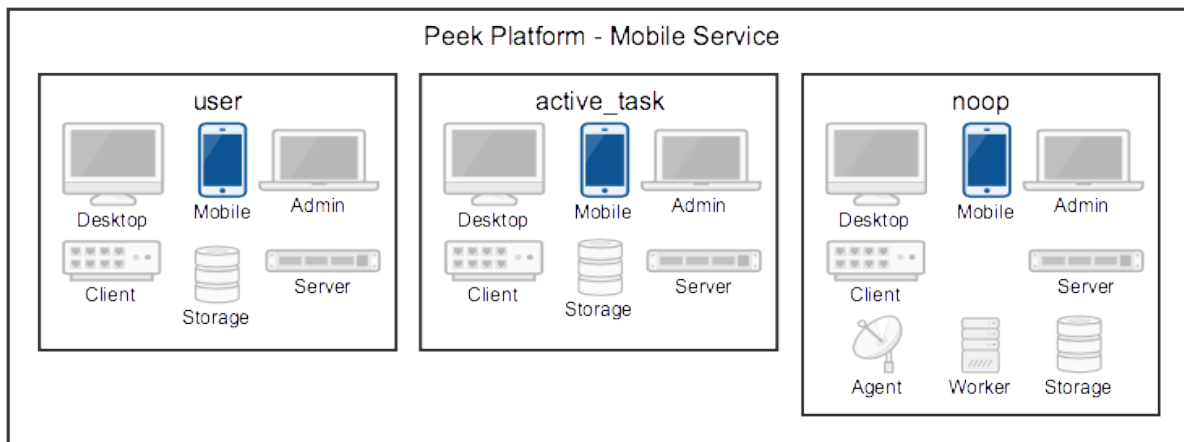 Peek Platform - Mobile Service
user
Desktop
Mobile
Admin
Client
Storage
Server
active_task
Desktop
Mobile
Admin
Client
Storage
Server
noop
Desktop
Mobile
Admin
Client
Server
Agent
Worker
Storage